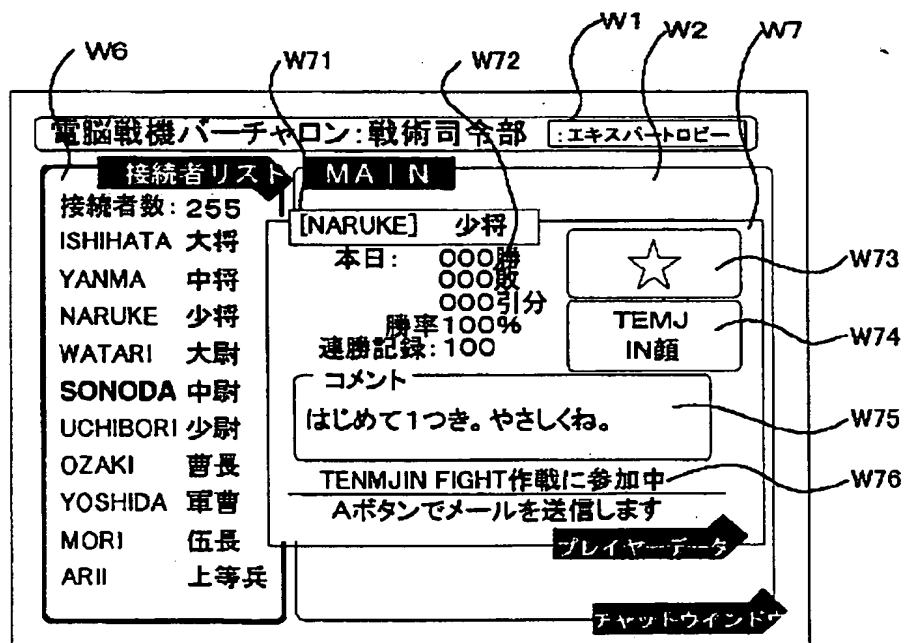 W6
W71
W72
W1
W2
W7
電脳戦機バーチャロン:戦術司令部 :エキスパートロビー
接続者リスト
MAIN
接続者数: 255
ISHIHATA 大将
YANMA 中将
NARUKE 少将
WATARI 大尉
SONODA 中尉
UCHIBORI 少尉
OZAKI 曹長
YOSHIDA 軍曹
MORI 伍長
ARII 上等兵
[NARUKE] 少将
本日: 000勝
000敗
000引分
勝率100%
連勝記録:100
☆
W73
TEMJ
IN顔
W74
コメント
はじめて1つき。やさしくね。
W75
TENMJIN FIGHT作戦に参加中
W76
Aボタンでメールを送信します
プレイヤーデータ
チャットウインドウ